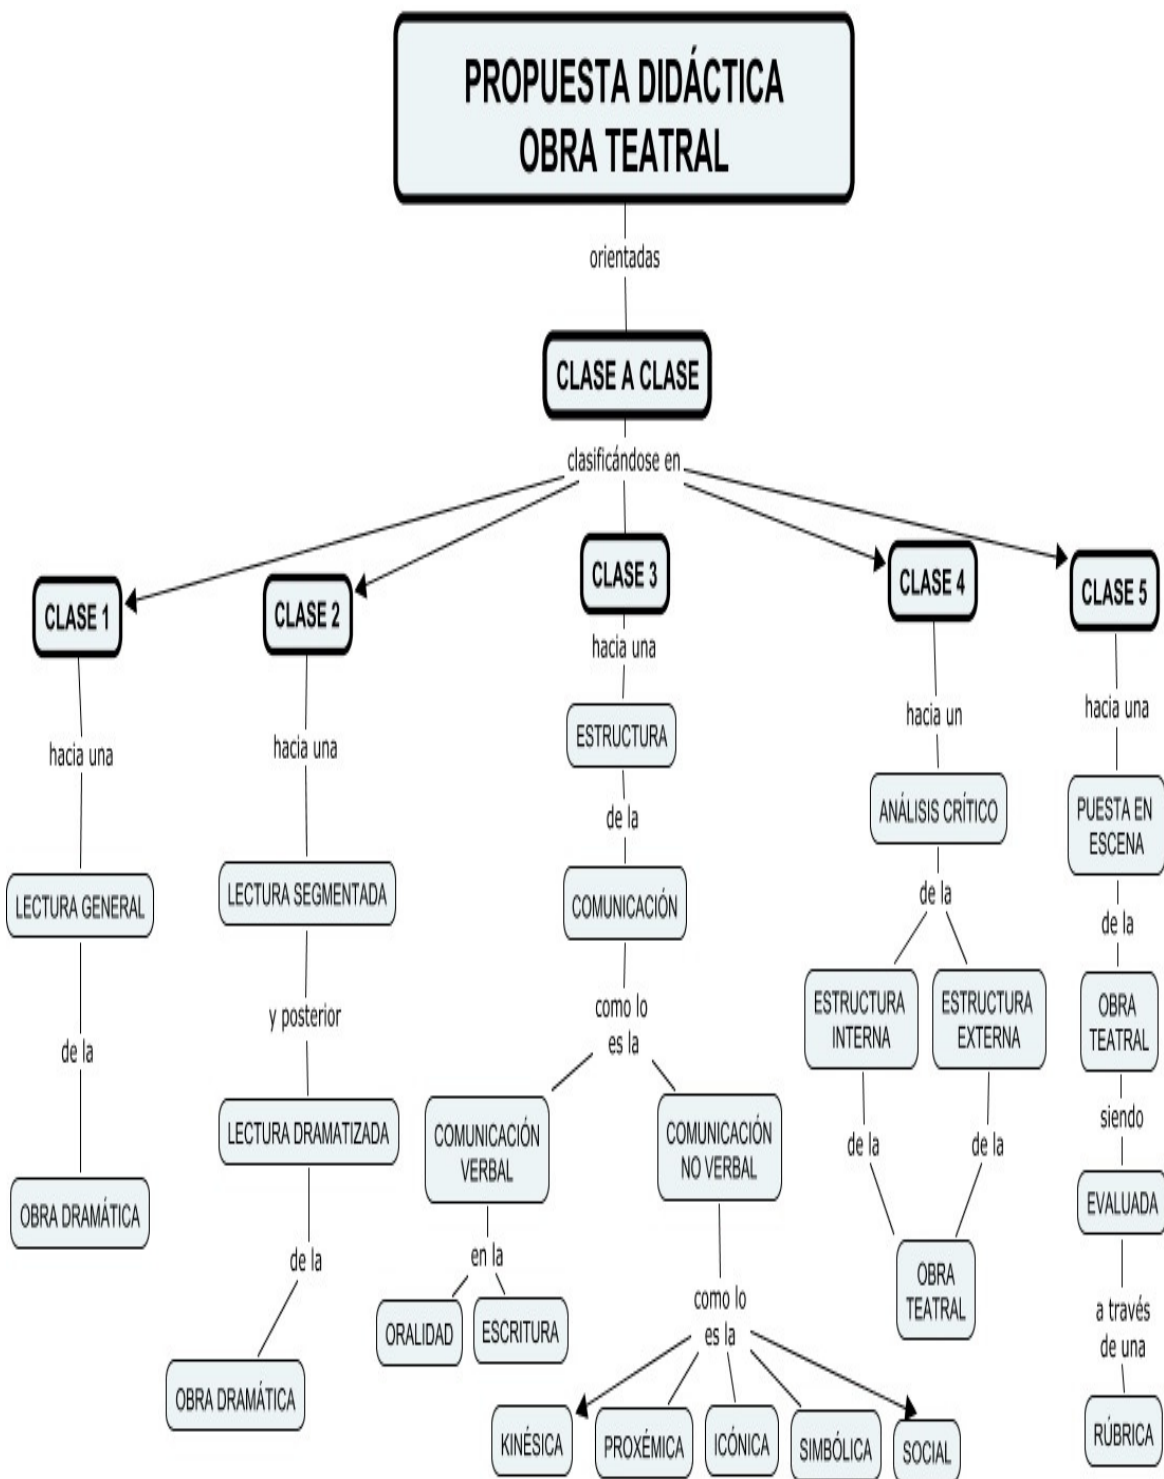 PROPUESTA DIDÁCTICA
OBRA TEATRAL
orientadas
CLASE A CLASE
clasificándose en
CLASE 1
hacia una
LECTURA GENERAL
de la
OBRA DRAMÁTICA
CLASE 2
hacia una
LECTURA SEGMENTADA
y posterior
LECTURA DRAMATIZADA
de la
OBRA DRAMÁTICA
CLASE 3
hacia una
ESTRUCTURA
de la
COMUNICACIÓN
como lo
es la
COMUNICACIÓN
VERBAL
en la
ORALIDAD
ESCRITURA
COMUNICACIÓN
NO VERBAL
como lo
es la
KINÉSICA
PROXÉMICA
ICÓNICA
SIMBÓLICA
SOCIAL
CLASE 4
hacia un
ANÁLISIS CRÍTICO
de la
ESTRUCTURA
INTERNA
de la
ESTRUCTURA
EXTERNA
de la
OBRA
TEATRAL
CLASE 5
hacia una
PUESTA EN
ESCENA
de la
OBRA
TEATRAL
siendo
EVALUADA
a través
de una
RÚBRICA